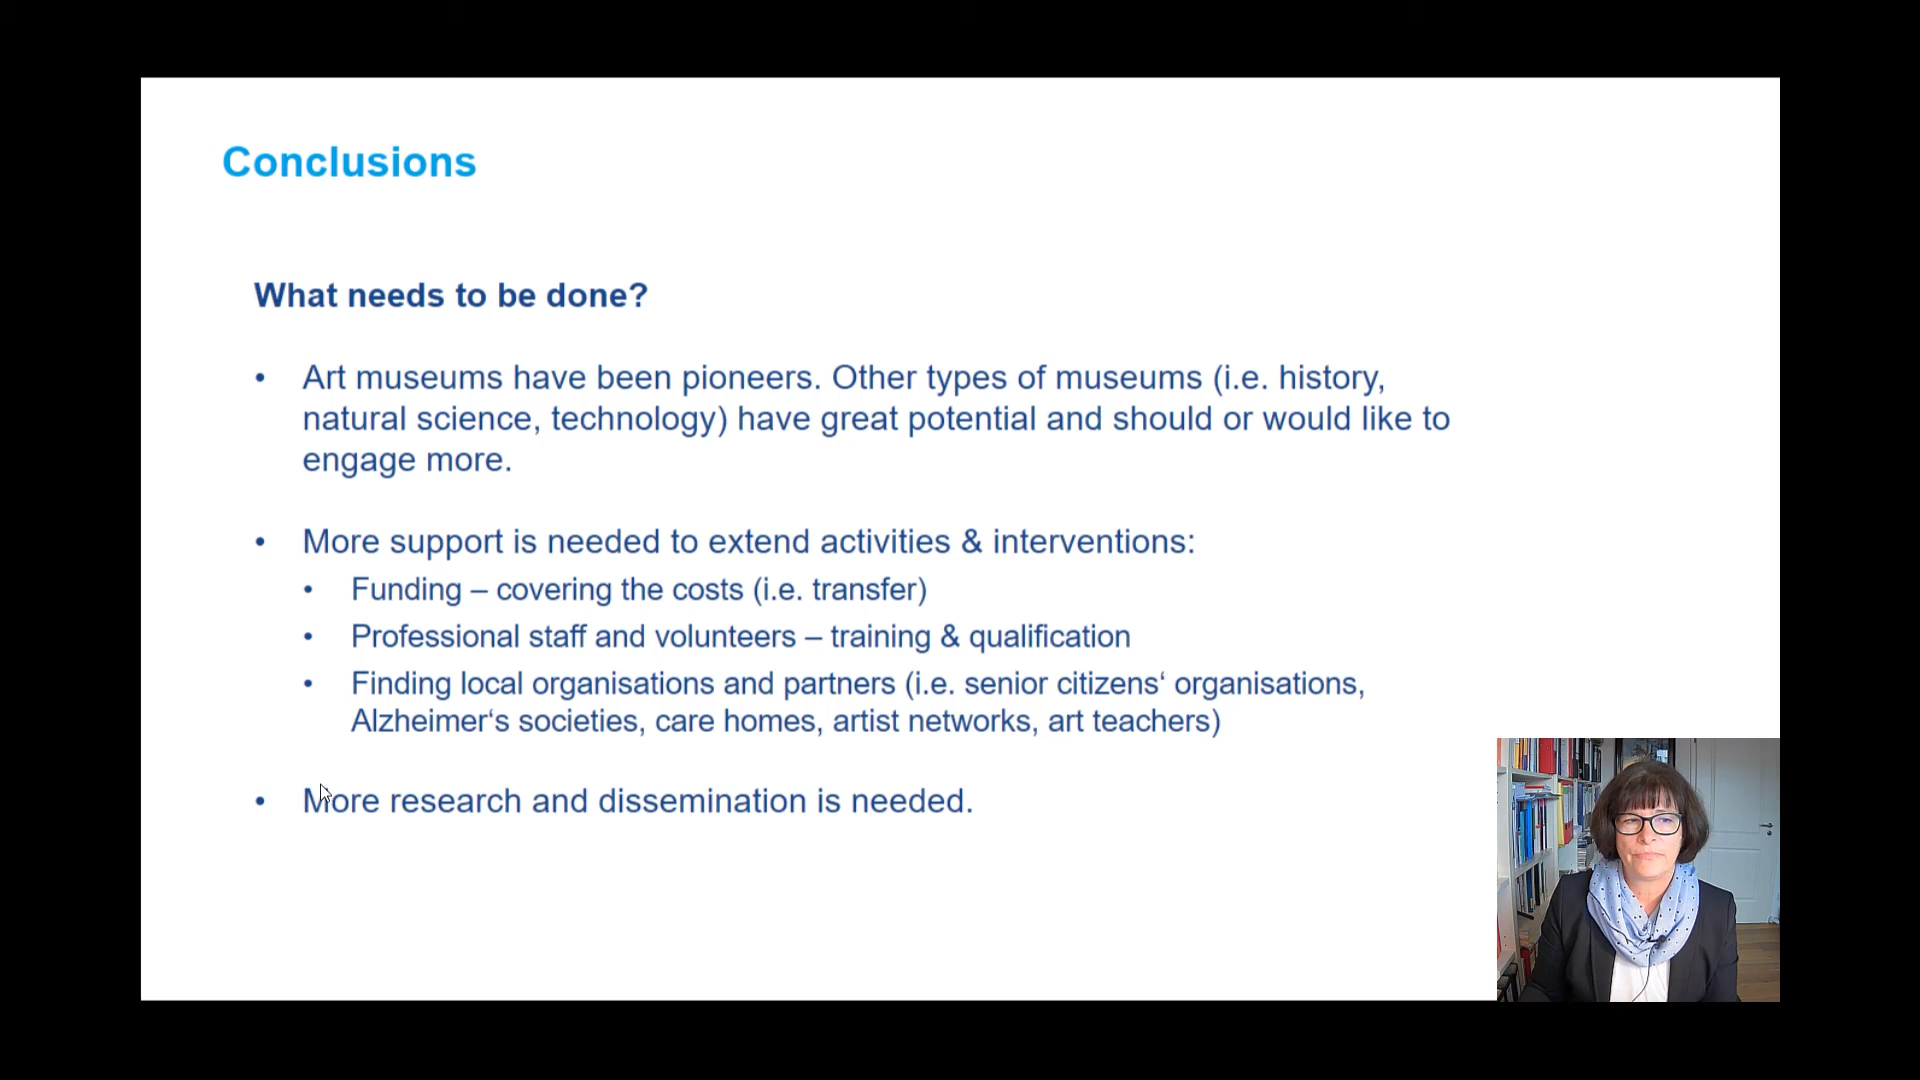 Conclusions
What needs to be done?
• Art museums have been pioneers. Other types of museums (i.e. history,
natural science, technology) have great potential and should or would like to
engage more.
• More support is needed to extend activities & interventions:
• Funding – covering the costs (i.e. transfer)
• Professional staff and volunteers – training & qualification
• Finding local organisations and partners (i.e. senior citizens‘ organisations,
Alzheimer‘s societies, care homes, artist networks, art teachers)
• More research and dissemination is needed.